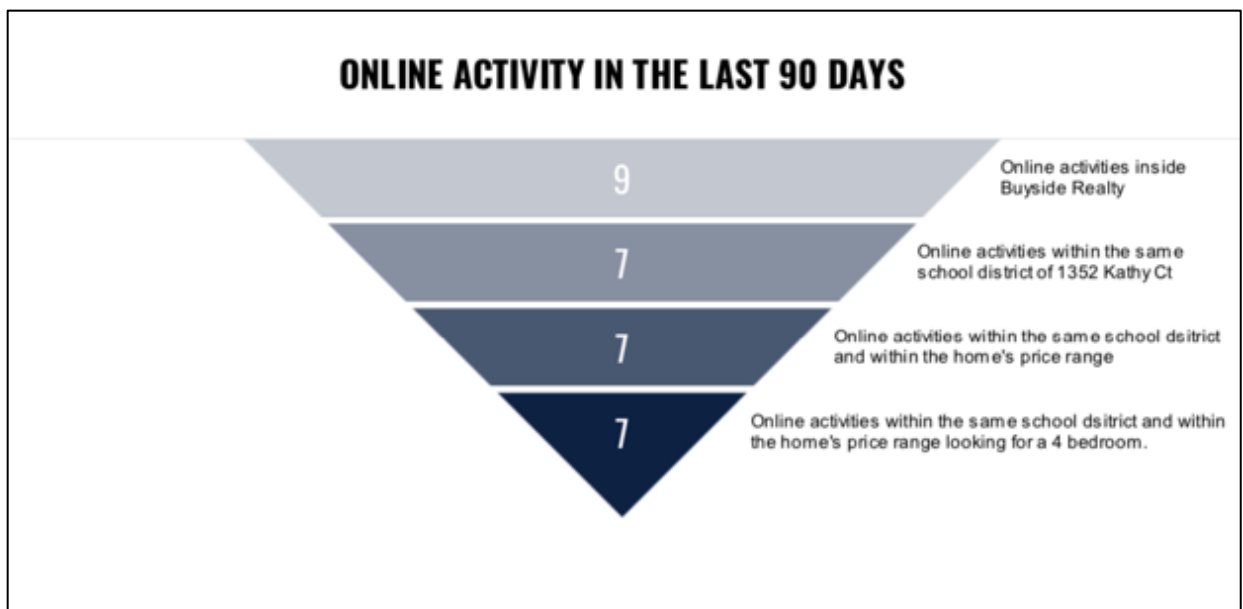 ONLINE ACTIVITY IN THE LAST 90 DAYS
9
Online activities inside
Buyside Realty
7
Online activities within the same
school district of 1352 Kathy Ct
7
Online activities within the same school dsitrict
and within the home's price range
7
Online activities within the same school dsitrict and within
the home's price range looking for a 4 bedroom.